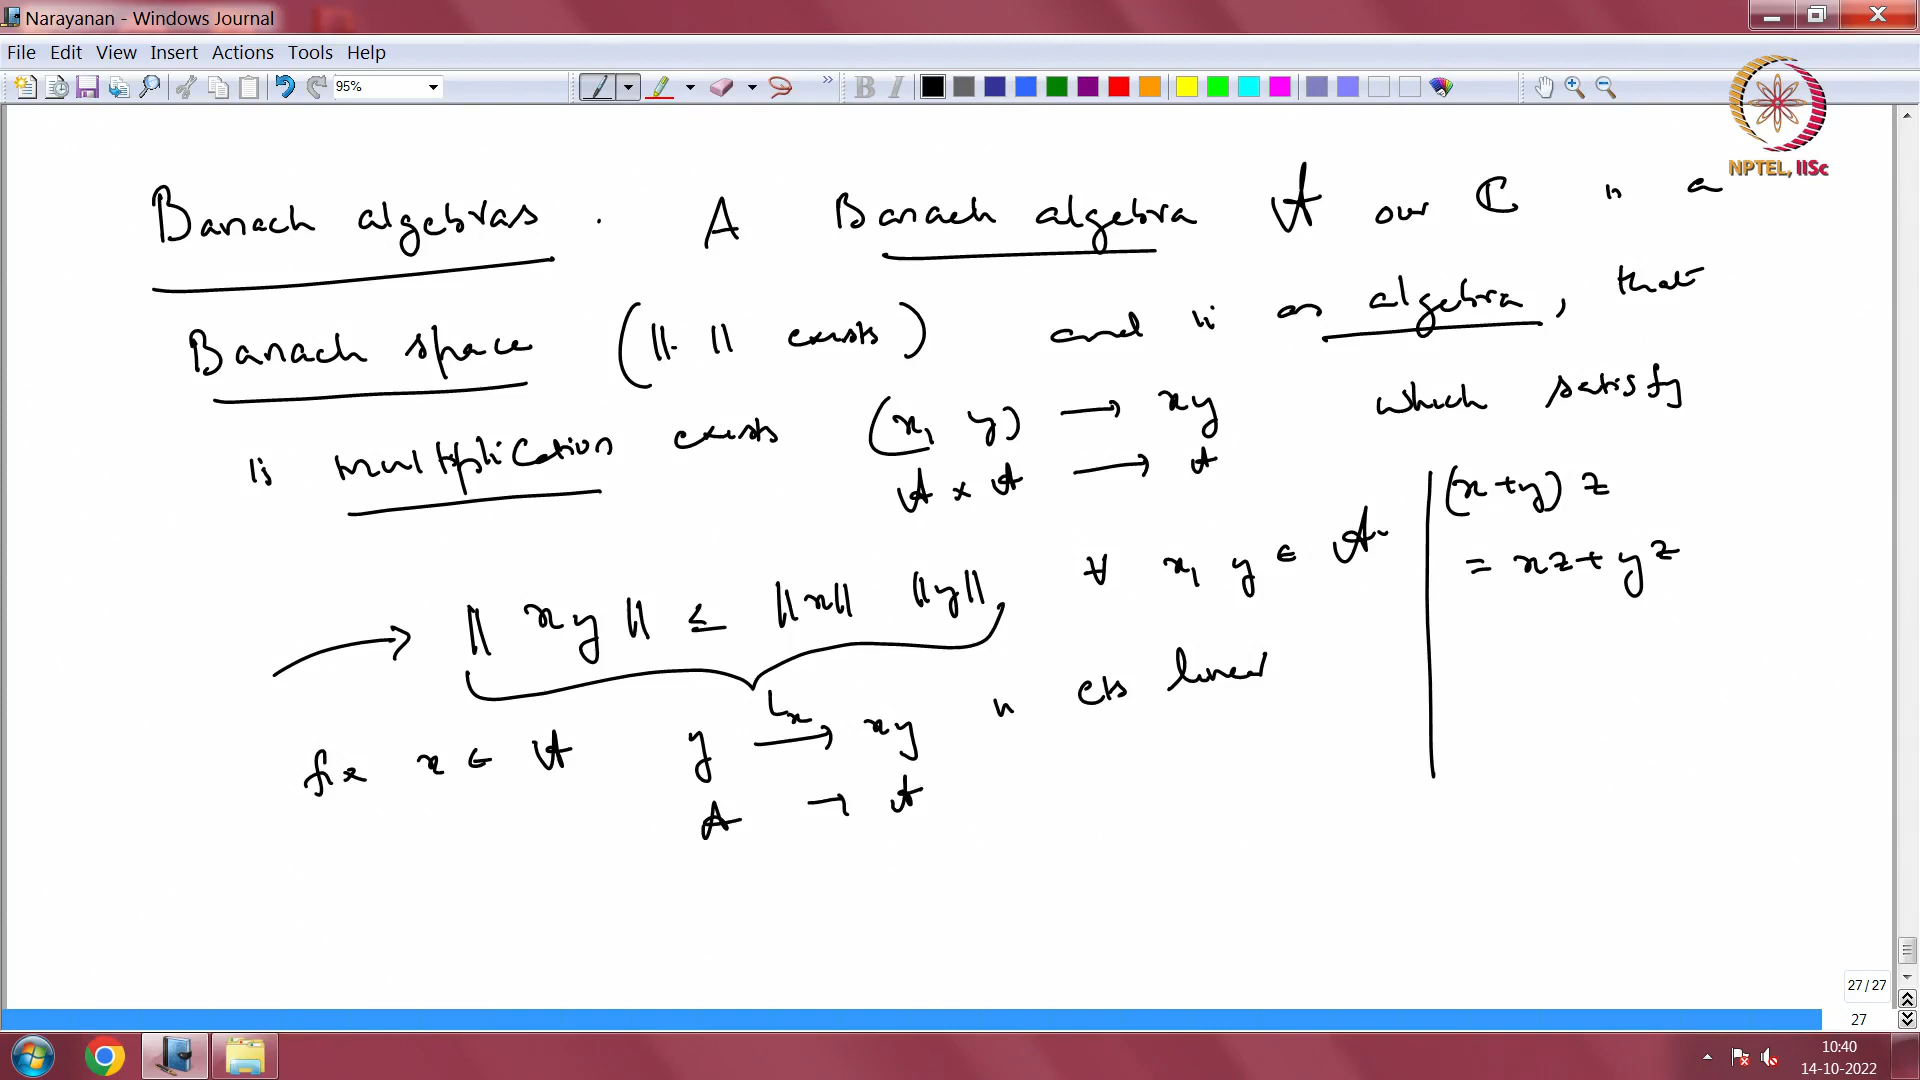 Narayanan - Windows Journal
File Edit View Insert Actions Tools Help
95%
NPTEL, IISc
Banach algebras. A Banach algebra A over ℂ is a
Banach space (||·|| exists) and is an algebra, that
is multiplication exists (x, y) → xy which satisfy
A × A → A
(x+y) z
= xz + yz
|| xy || ≤ ||x|| ||y|| ∀ x, y ∈ A.
fix x ∈ A y →Lx xy is cts linear
A → A
27/27
27
10:40
14-10-2022